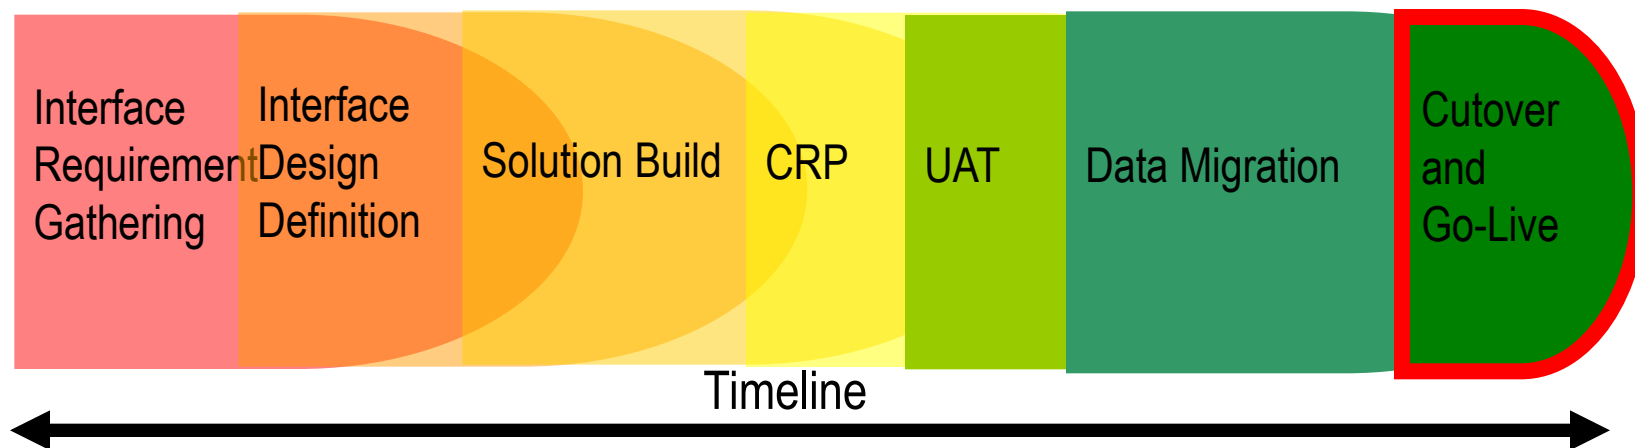 Interface
Requirement
Gathering
Interface
Design
Definition
Solution Build
CRP
UAT
Data Migration
Cutover
and
Go-Live
Timeline